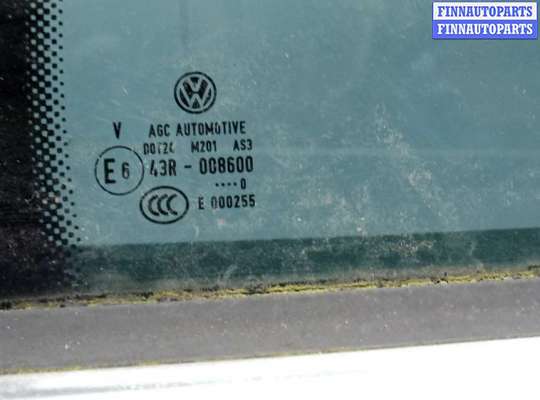 FINNAUTOPARTS
FINNAUTOPARTS
VW
V AGC AUTOMOTIVE
DOT24 M201 AS3
E6 43R - 008600
.... 0
CCC E 000255